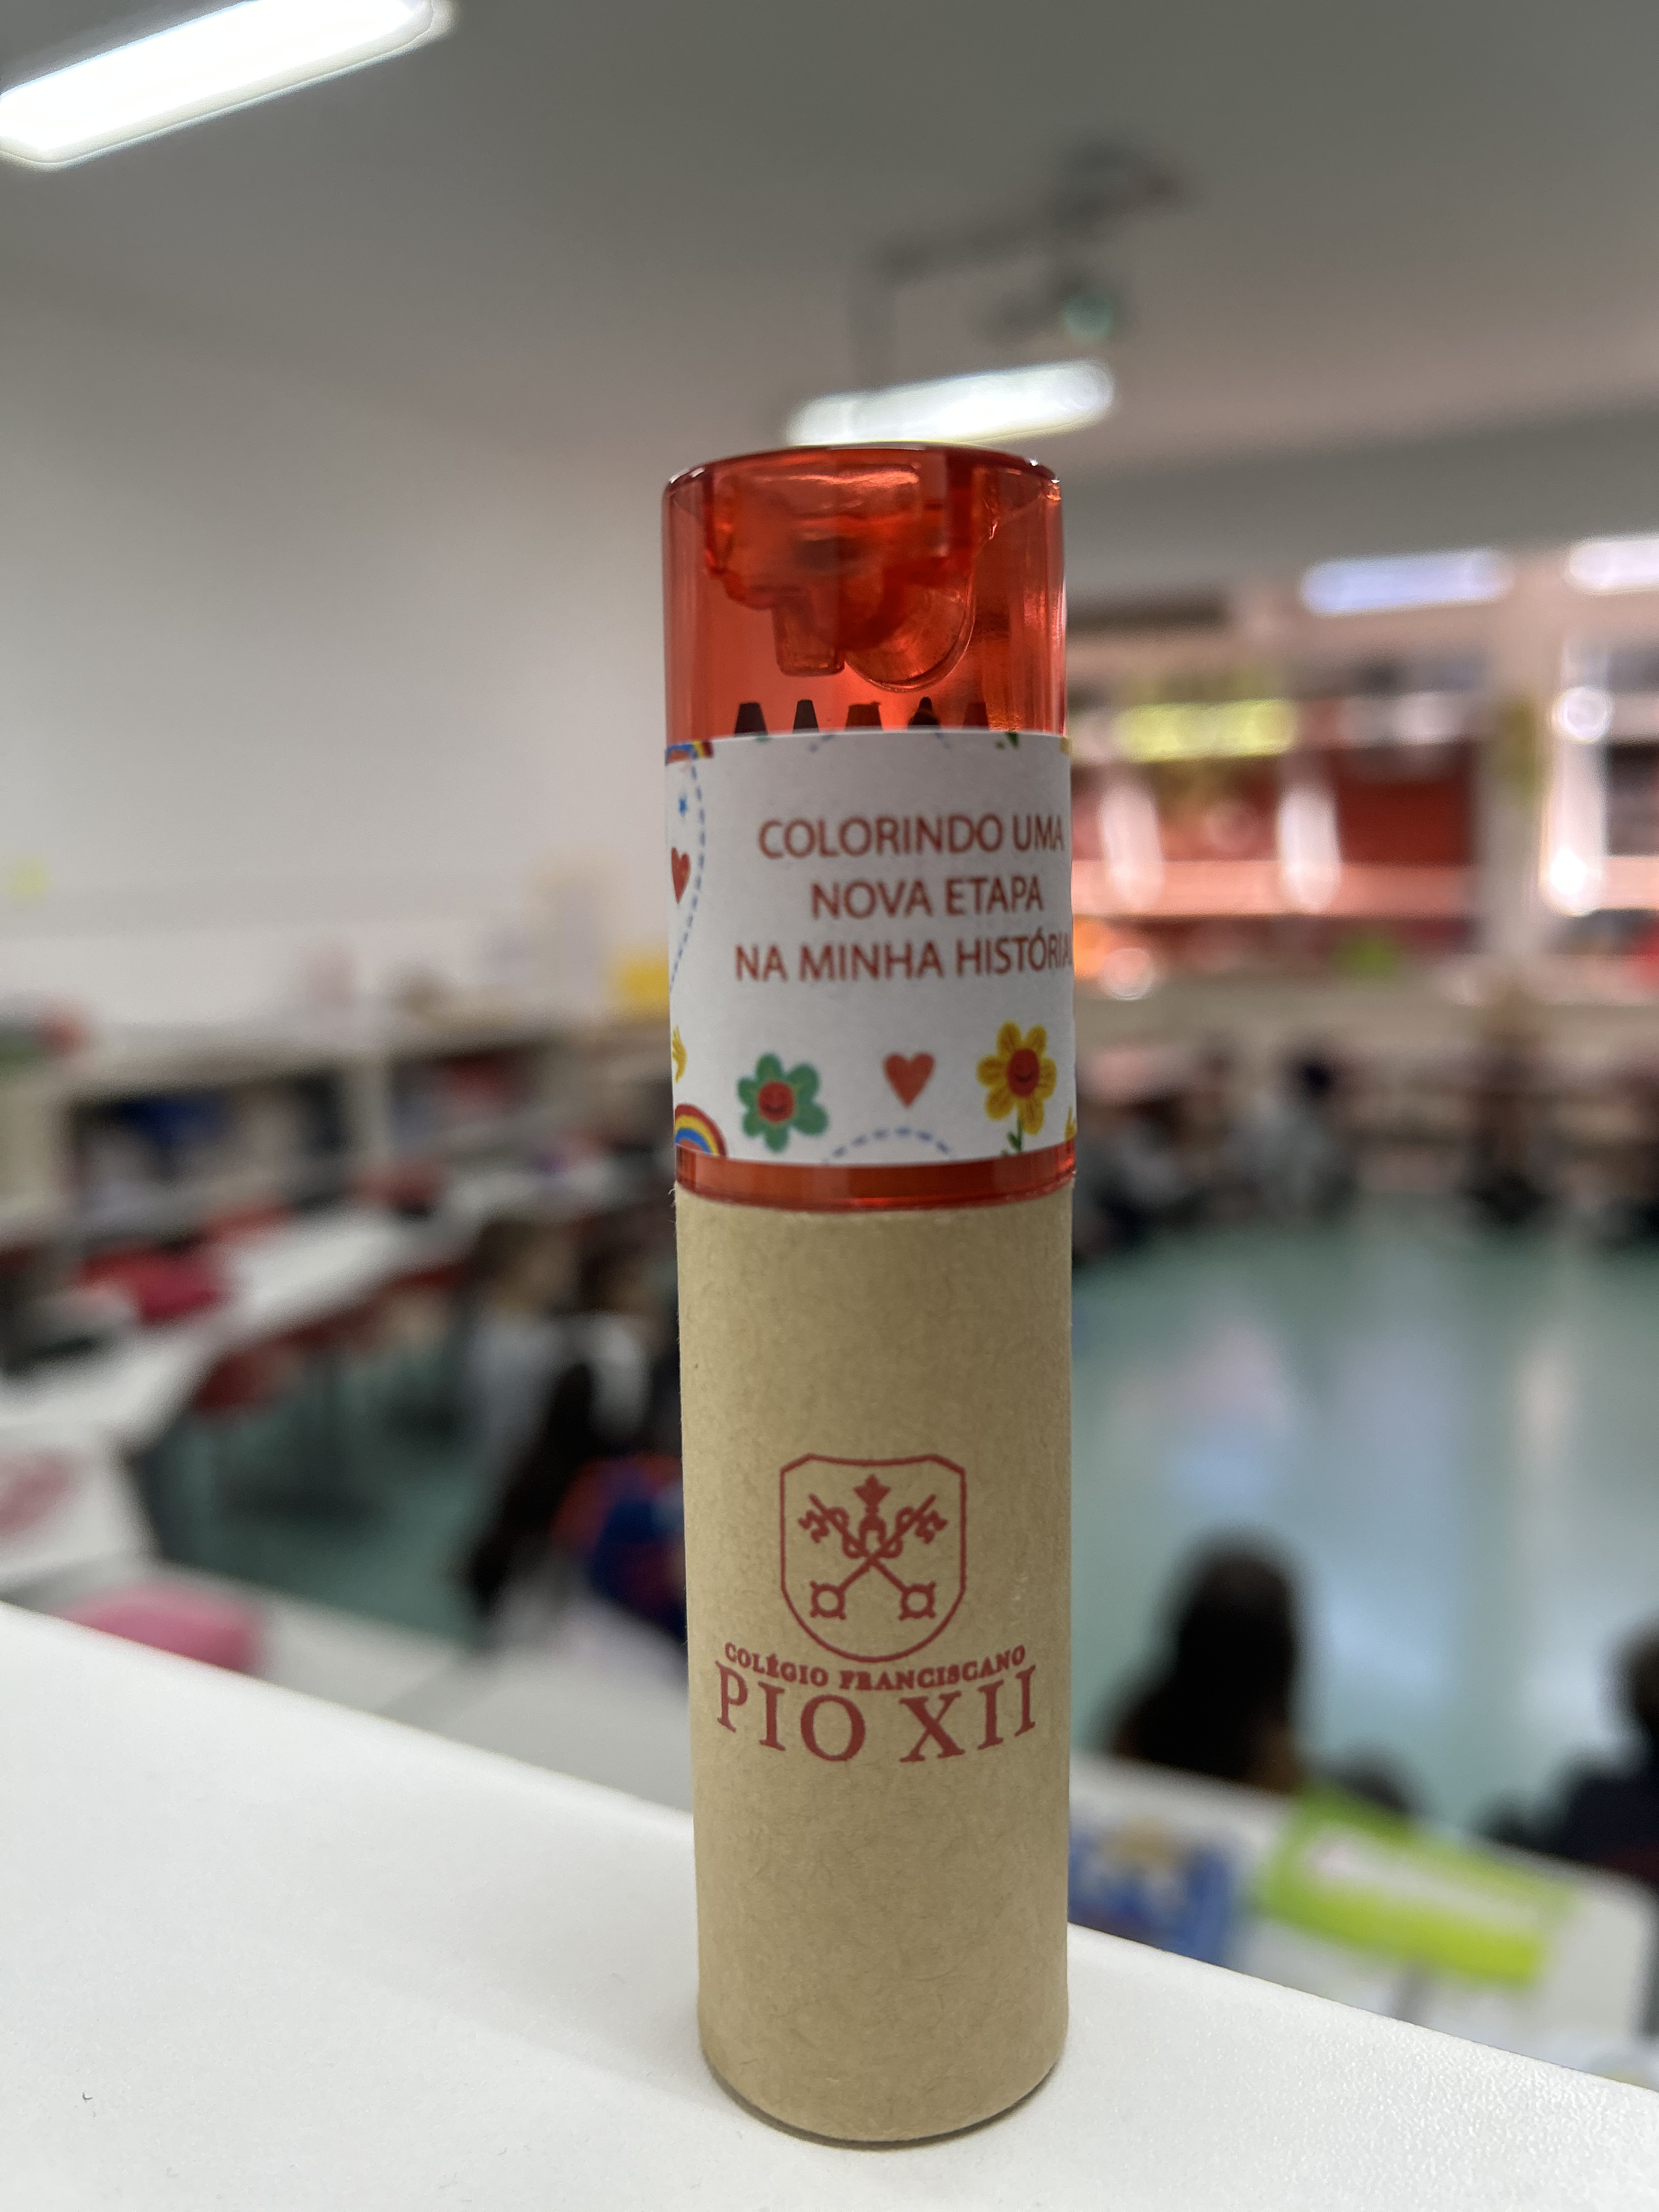 COLORINDO UMA
NOVA ETAPA
NA MINHA HISTÓRIA
COLÉGIO FRANCISCANO
PIO XII